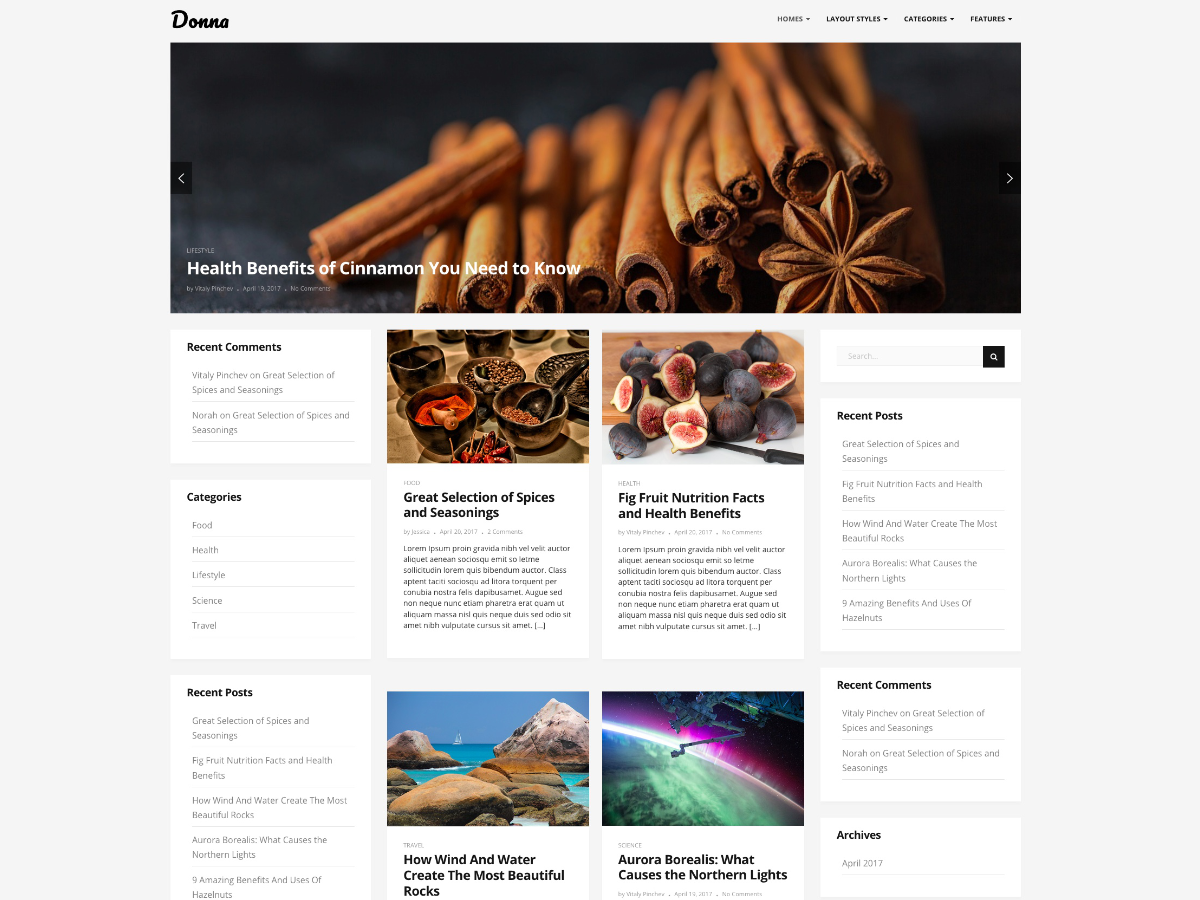 Donna
HOMES
LAYOUT STYLES
CATEGORIES
FEATURES
LIFESTYLE
Health Benefits of Cinnamon You Need to Know
by Vitaly Pinchev . April 19, 2017 . No Comments
Recent Comments
Vitaly Pinchev on Great Selection of
Spices and Seasonings
Norah on Great Selection of Spices and
Seasonings
Categories
Food
Health
Lifestyle
Science
Travel
Recent Posts
Great Selection of Spices and
Seasonings
Fig Fruit Nutrition Facts and Health
Benefits
How Wind And Water Create The Most
Beautiful Rocks
Aurora Borealis: What Causes the
Northern Lights
9 Amazing Benefits And Uses Of
Hazelnuts
FOOD
Great Selection of Spices
and Seasonings
by Jessica . April 20, 2017 . 2 Comments
Lorem Ipsum proin gravida nibh vel velit auctor
aliquet aenean sociosqu emit so letme
sollicitudin lorem quis bibendum auctor. Class
aptent taciti sociosqu ad litora torquent per
conubia nostra felis dapibusamet. Augue sed
non neque nunc etiam pharetra erat quam ut
aliquam massa nisl quis neque duis sed odio sit
amet nibh vulputate cursus sit amet. [...]
HEALTH
Fig Fruit Nutrition Facts
and Health Benefits
by Vitaly Pinchev . April 20, 2017 . No Comments
Lorem Ipsum proin gravida nibh vel velit auctor
aliquet aenean sociosqu emit so letme
sollicitudin lorem quis bibendum auctor. Class
aptent taciti sociosqu ad litora torquent per
conubia nostra felis dapibusamet. Augue sed
non neque nunc etiam pharetra erat quam ut
aliquam massa nisl quis neque duis sed odio sit
amet nibh vulputate cursus sit amet. [...]
TRAVEL
How Wind And Water
Create The Most Beautiful
Rocks
SCIENCE
Aurora Borealis: What
Causes the Northern Lights
by Vitaly Pinchev . April 19, 2017 . No Comments
Search...
Recent Posts
Great Selection of Spices and
Seasonings
Fig Fruit Nutrition Facts and Health
Benefits
How Wind And Water Create The Most
Beautiful Rocks
Aurora Borealis: What Causes the
Northern Lights
9 Amazing Benefits And Uses Of
Hazelnuts
Recent Comments
Vitaly Pinchev on Great Selection of
Spices and Seasonings
Norah on Great Selection of Spices and
Seasonings
Archives
April 2017